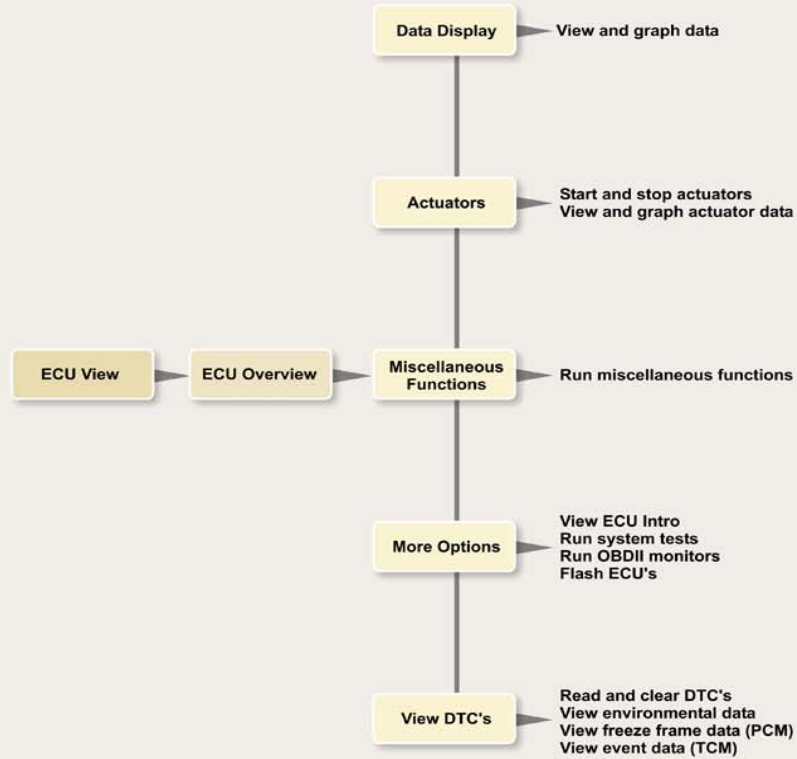 Data Display
View and graph data
Actuators
Start and stop actuators
View and graph actuator data
ECU View
ECU Overview
Miscellaneous
Functions
Run miscellaneous functions
More Options
View ECU Intro
Run system tests
Run OBDII monitors
Flash ECU's
View DTC's
Read and clear DTC's
View environmental data
View freeze frame data (PCM)
View event data (TCM)